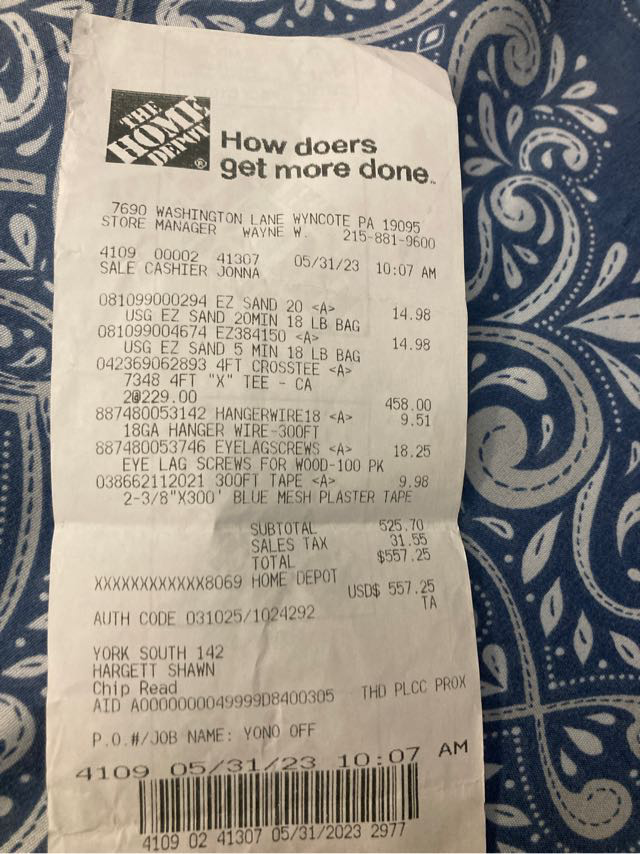 THE
HOME
DEPOT
®
How doers
get more done™
7690 WASHINGTON LANE WYNCOTE PA 19095
STORE MANAGER WAYNE W. 215-881-9600
4109 00002 41307 05/31/23 10:07 AM
SALE CASHIER JONNA
081099000294 EZ SAND 20 <A> 14.98
USG EZ SAND 20MIN 18 LB BAG
081099004674 EZ384150 <A> 14.98
USG EZ SAND 5 MIN 18 LB BAG
042369062893 4FT CROSSTEE <A>
7348 4FT "X" TEE - CA
2@229.00 458.00
887480053142 HANGERWIRE18 <A> 9.51
18GA HANGER WIRE-300FT
887480053746 EYELAGSCREWS <A> 18.25
EYE LAG SCREWS FOR WOOD-100 PK
038662112021 300FT TAPE <A> 9.98
2-3/8"X300' BLUE MESH PLASTER TAPE
SUBTOTAL 525.70
SALES TAX 31.55
TOTAL $557.25
XXXXXXXXXXXX8069 HOME DEPOT
USD$ 557.25
AUTH CODE 031025/1024292 TA
YORK SOUTH 142
HARGETT SHAWN
Chip Read
AID A0000000049999D8400305 THD PLCC PROX
P.O.#/JOB NAME: YONO OFF
4109 05/31/23 10:07 AM
4109 02 41307 05/31/2023 2977